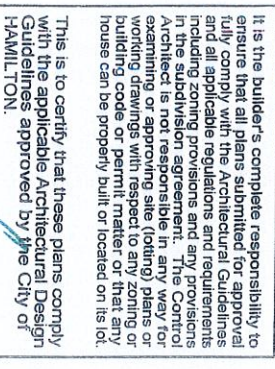 It is the builder's complete responsibility to
ensure that all plans submitted for approval
fully comply with the Architectural Guidelines
and all applicable regulations and requirements
including zoning provisions and any provisions
in the subdivision agreement. The Control
Architect is not responsible in any way for
examining or approving site (lotting) plans or
working drawings with respect to any zoning or
building code or permit matter or that any
house can be properly built or located on its lot.
This is to certify that these plans comply
with the applicable Architectural Design
Guidelines approved by the City of
HAMILTON.